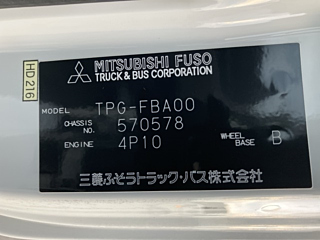 HD216
MITSUBISHI FUSO
TRUCK & BUS CORPORATION
MODEL TPG-FBA00
CHASSIS NO. 570578
ENGINE 4P10
WHEEL BASE B
三菱ふそうトラック・バス株式会社